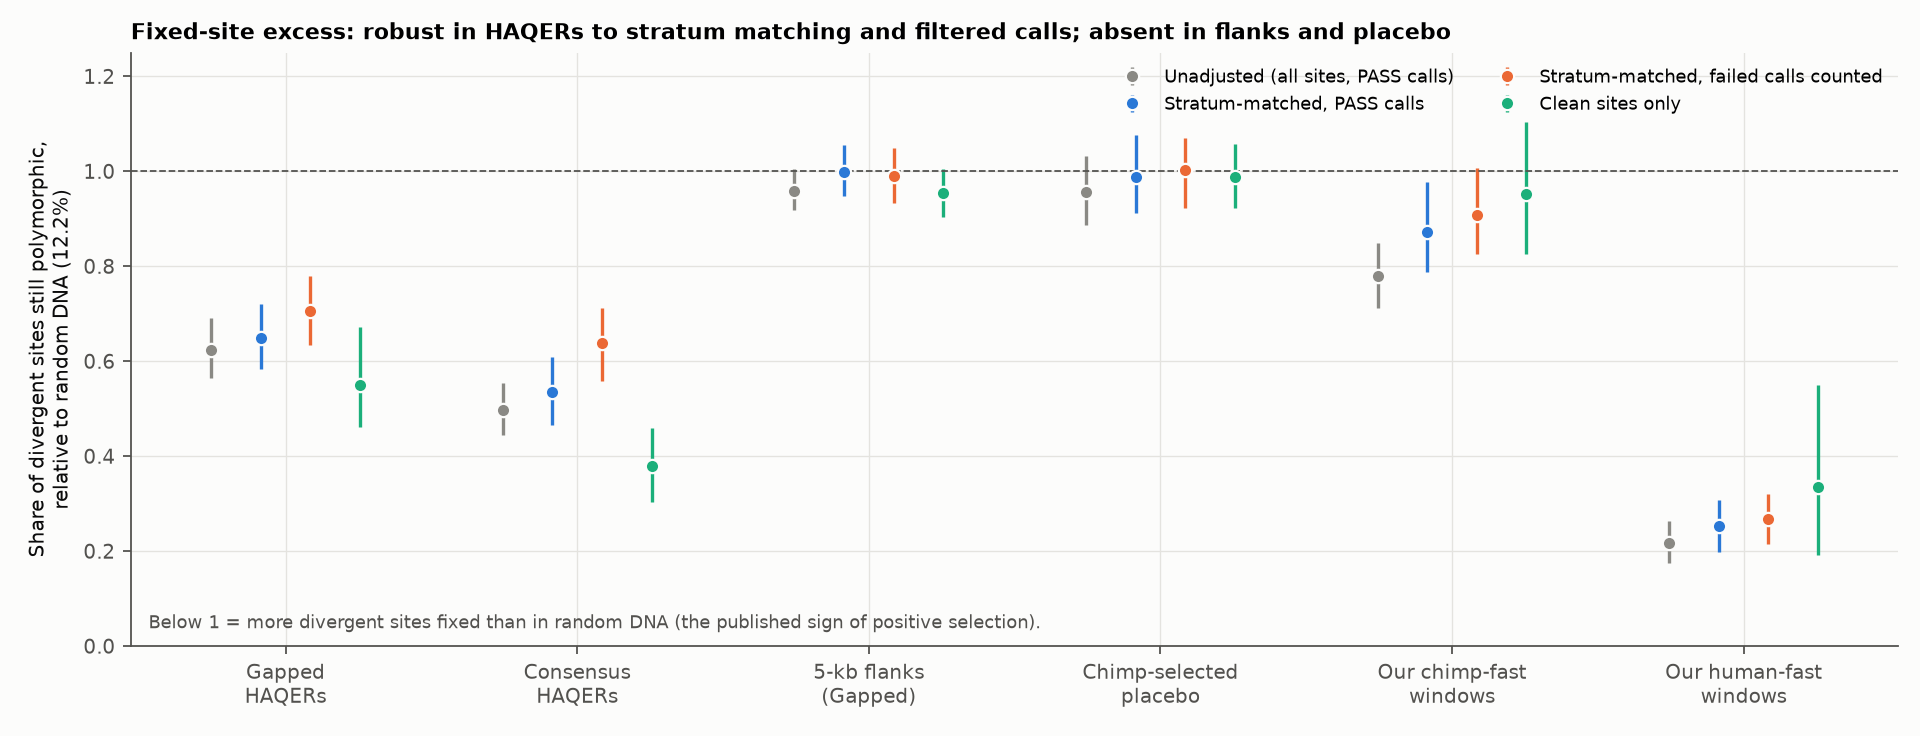 Fixed-site excess: robust in HAQERs to stratum matching and filtered calls; absent in flanks and placebo
Share of divergent sites still polymorphic,
relative to random DNA (12.2%)
1.2
1.0
0.8
0.6
0.4
0.2
0.0
Unadjusted (all sites, PASS calls)
Stratum-matched, PASS calls
Stratum-matched, failed calls counted
Clean sites only
Below 1 = more divergent sites fixed than in random DNA (the published sign of positive selection).
Gapped
HAQERs
Consensus
HAQERs
5-kb flanks
(Gapped)
Chimp-selected
placebo
Our chimp-fast
windows
Our human-fast
windows